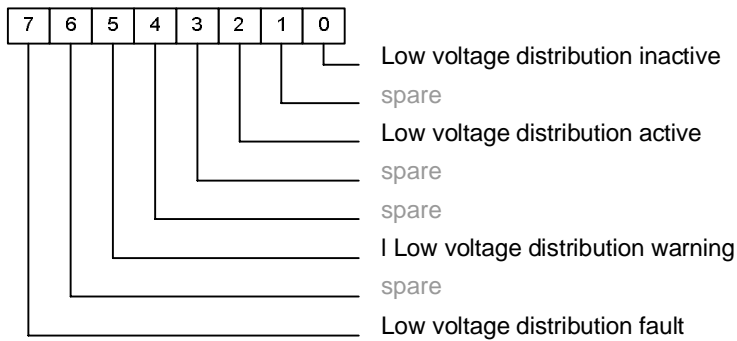 7 6 5 4 3 2 1 0
Low voltage distribution inactive
spare
Low voltage distribution active
spare
spare
l Low voltage distribution warning
spare
Low voltage distribution fault